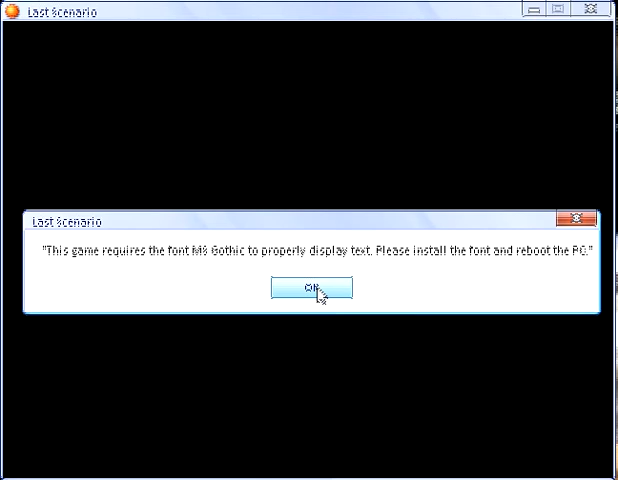 Last Scenario
Last Scenario
"This game requires the font MS Gothic to properly display text. Please install the font and reboot the PC."
OK